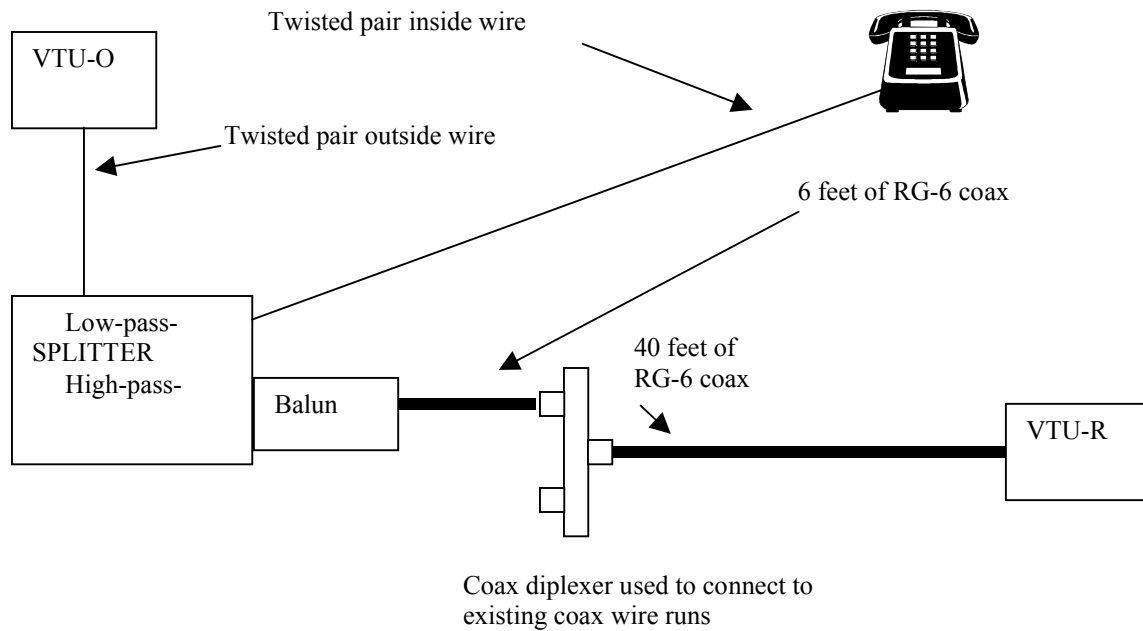 Twisted pair inside wire
VTU-O
Twisted pair outside wire
6 feet of RG-6 coax
Low-pass-
SPLITTER
High-pass-
40 feet of
RG-6 coax
Balun
VTU-R
Coax diplexer used to connect to
existing coax wire runs